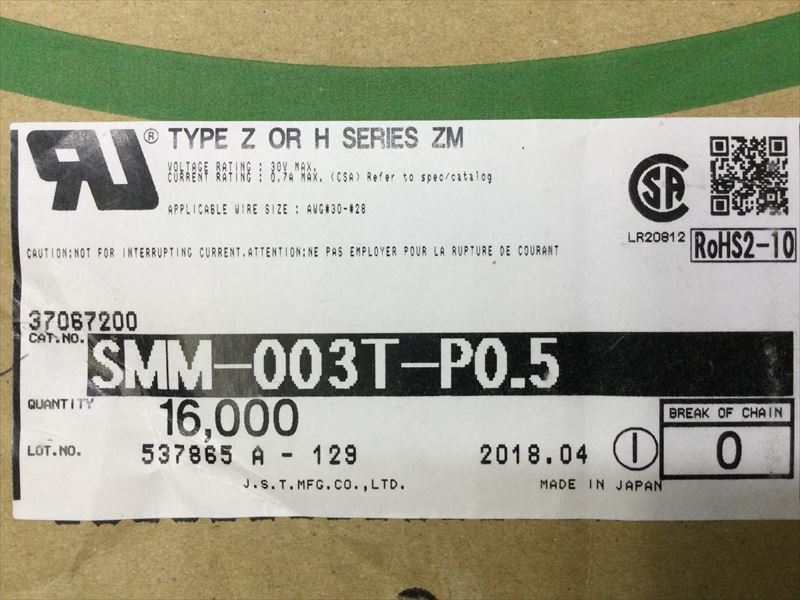 ® TYPE Z OR H SERIES ZM
VOLTAGE RATING : 30V MAX.
CURRENT RATING : 0.7A MAX. (CSA) Refer to spec/catalog
APPLICABLE WIRE SIZE : AWG#30-#28
SA
LR20812
RoHS2-10
CAUTION:NOT FOR INTERRUPTING CURRENT.ATTENTION:NE PAS EMPLOYER POUR LA RUPTURE DE COURANT
37067200
CAT.NO. SMM-003T-P0.5
QUANTITY 16,000
BREAK OF CHAIN
0
LOT.NO. 537865 A - 129 2018.04 1
J.S.T.MFG.CO.,LTD. MADE IN JAPAN